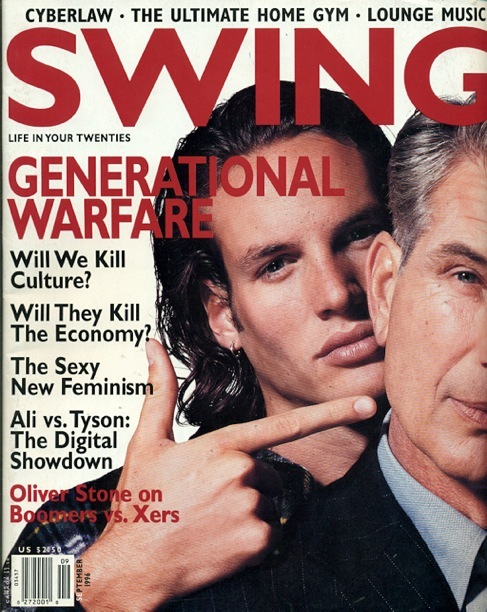 CYBERLAW · THE ULTIMATE HOME GYM · LOUNGE MUSIC
SWING
LIFE IN YOUR TWENTIES
GENERATIONAL
WARFARE
Will We Kill
Culture?
Will They Kill
The Economy?
The Sexy
New Feminism
Ali vs. Tyson:
The Digital
Showdown
Oliver Stone on
Boomers vs. Xers
US $2.50
09
SEPTEMBER
1996